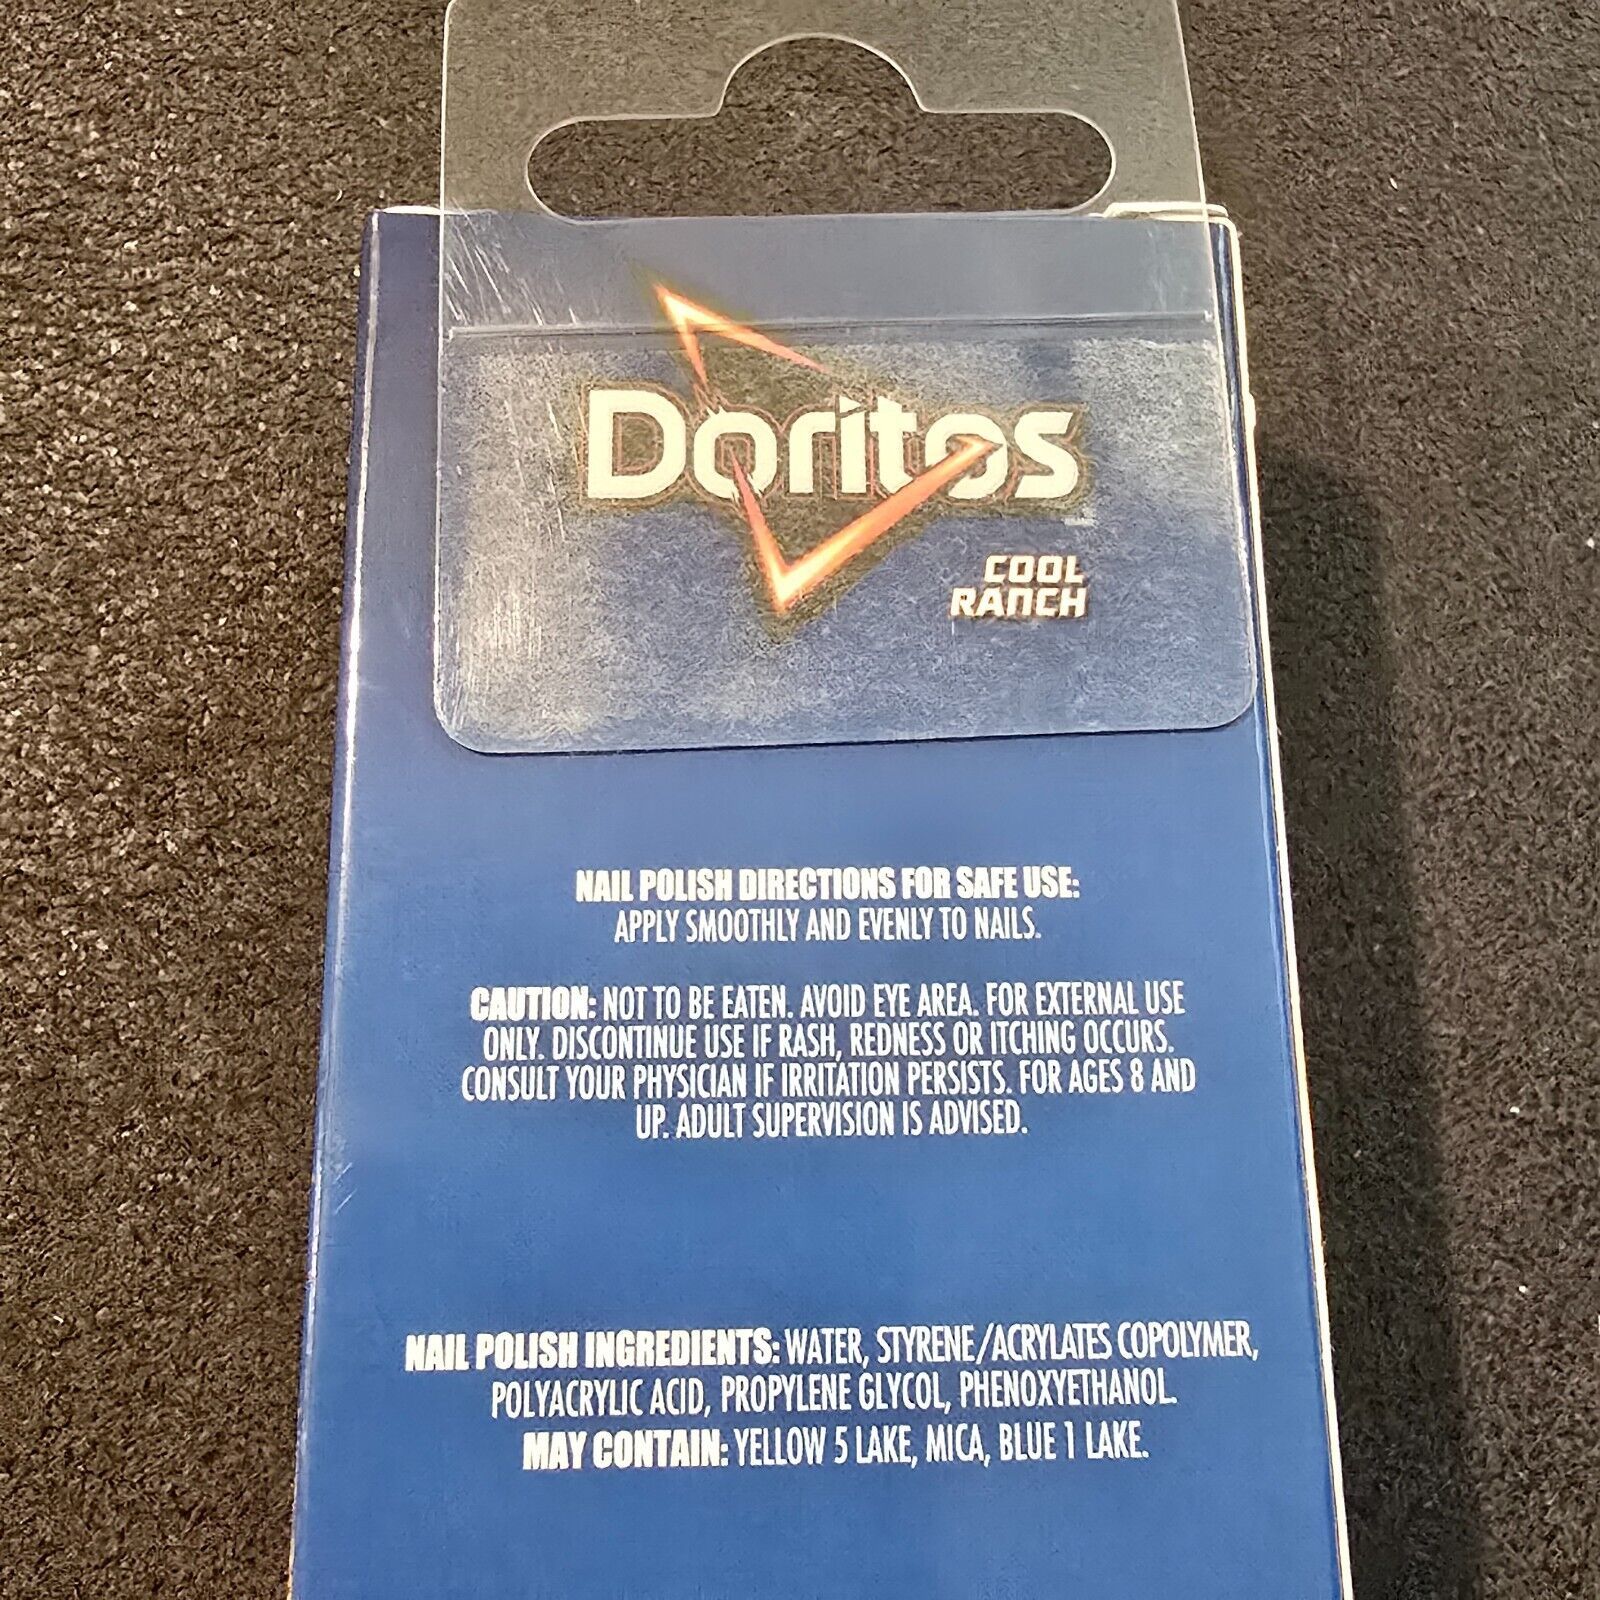 Doritos
COOL
RANCH
NAIL POLISH DIRECTIONS FOR SAFE USE:
APPLY SMOOTHLY AND EVENLY TO NAILS.
CAUTION: NOT TO BE EATEN. AVOID EYE AREA. FOR EXTERNAL USE
ONLY. DISCONTINUE USE IF RASH, REDNESS OR ITCHING OCCURS.
CONSULT YOUR PHYSICIAN IF IRRITATION PERSISTS. FOR AGES 8 AND
UP. ADULT SUPERVISION IS ADVISED.
NAIL POLISH INGREDIENTS: WATER, STYRENE/ACRYLATES COPOLYMER,
POLYACRYLIC ACID, PROPYLENE GLYCOL, PHENOXYETHANOL.
MAY CONTAIN: YELLOW 5 LAKE, MICA, BLUE 1 LAKE.